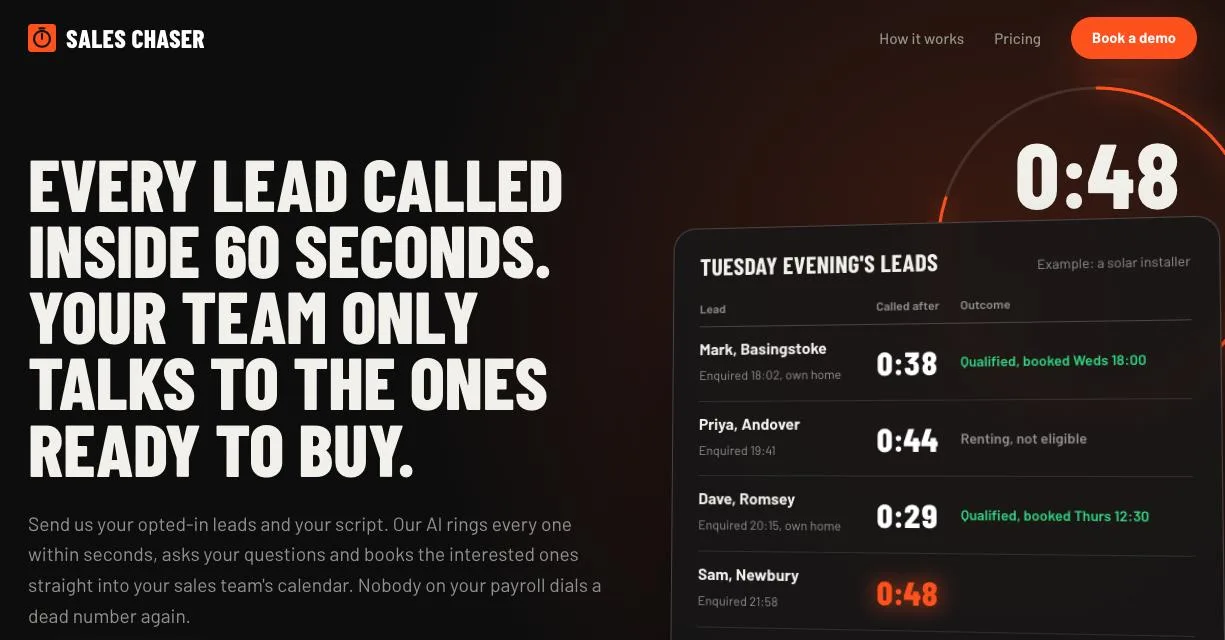 SALES CHASER
How it works
Pricing
Book a demo
EVERY LEAD CALLED
INSIDE 60 SECONDS.
YOUR TEAM ONLY
TALKS TO THE ONES
READY TO BUY.
Send us your opted-in leads and your script. Our AI rings every one
within seconds, asks your questions and books the interested ones
straight into your sales team's calendar. Nobody on your payroll dials a
dead number again.
0:48
TUESDAY EVENING'S LEADS
Example: a solar installer
Lead
Called after
Outcome
Mark, Basingstoke
Enquired 18:02, own home
0:38
Qualified, booked Weds 18:00
Priya, Andover
Enquired 19:41
0:44
Renting, not eligible
Dave, Romsey
Enquired 20:15, own home
0:29
Qualified, booked Thurs 12:30
Sam, Newbury
Enquired 21:58
0:48